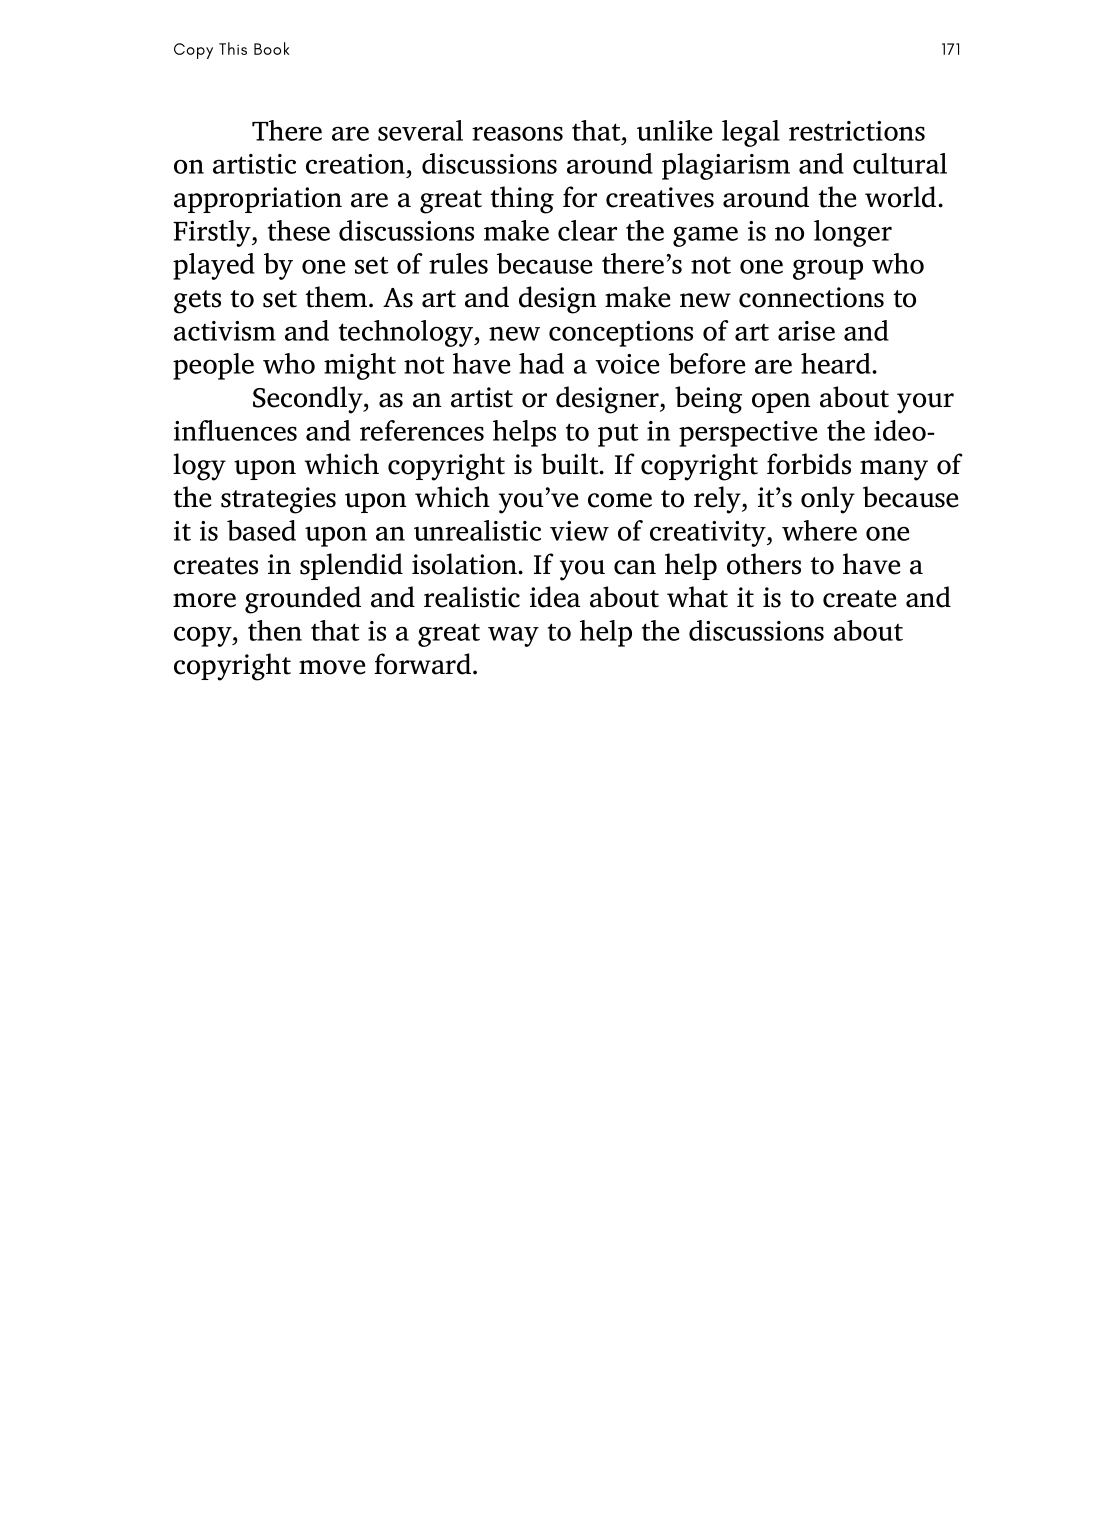 Copy This Book 171
There are several reasons that, unlike legal restrictions
on artistic creation, discussions around plagiarism and cultural
appropriation are a great thing for creatives around the world.
Firstly, these discussions make clear the game is no longer
played by one set of rules because there’s not one group who
gets to set them. As art and design make new connections to
activism and technology, new conceptions of art arise and
people who might not have had a voice before are heard.
Secondly, as an artist or designer, being open about your
influences and references helps to put in perspective the ideo-
logy upon which copyright is built. If copyright forbids many of
the strategies upon which you’ve come to rely, it’s only because
it is based upon an unrealistic view of creativity, where one
creates in splendid isolation. If you can help others to have a
more grounded and realistic idea about what it is to create and
copy, then that is a great way to help the discussions about
copyright move forward.